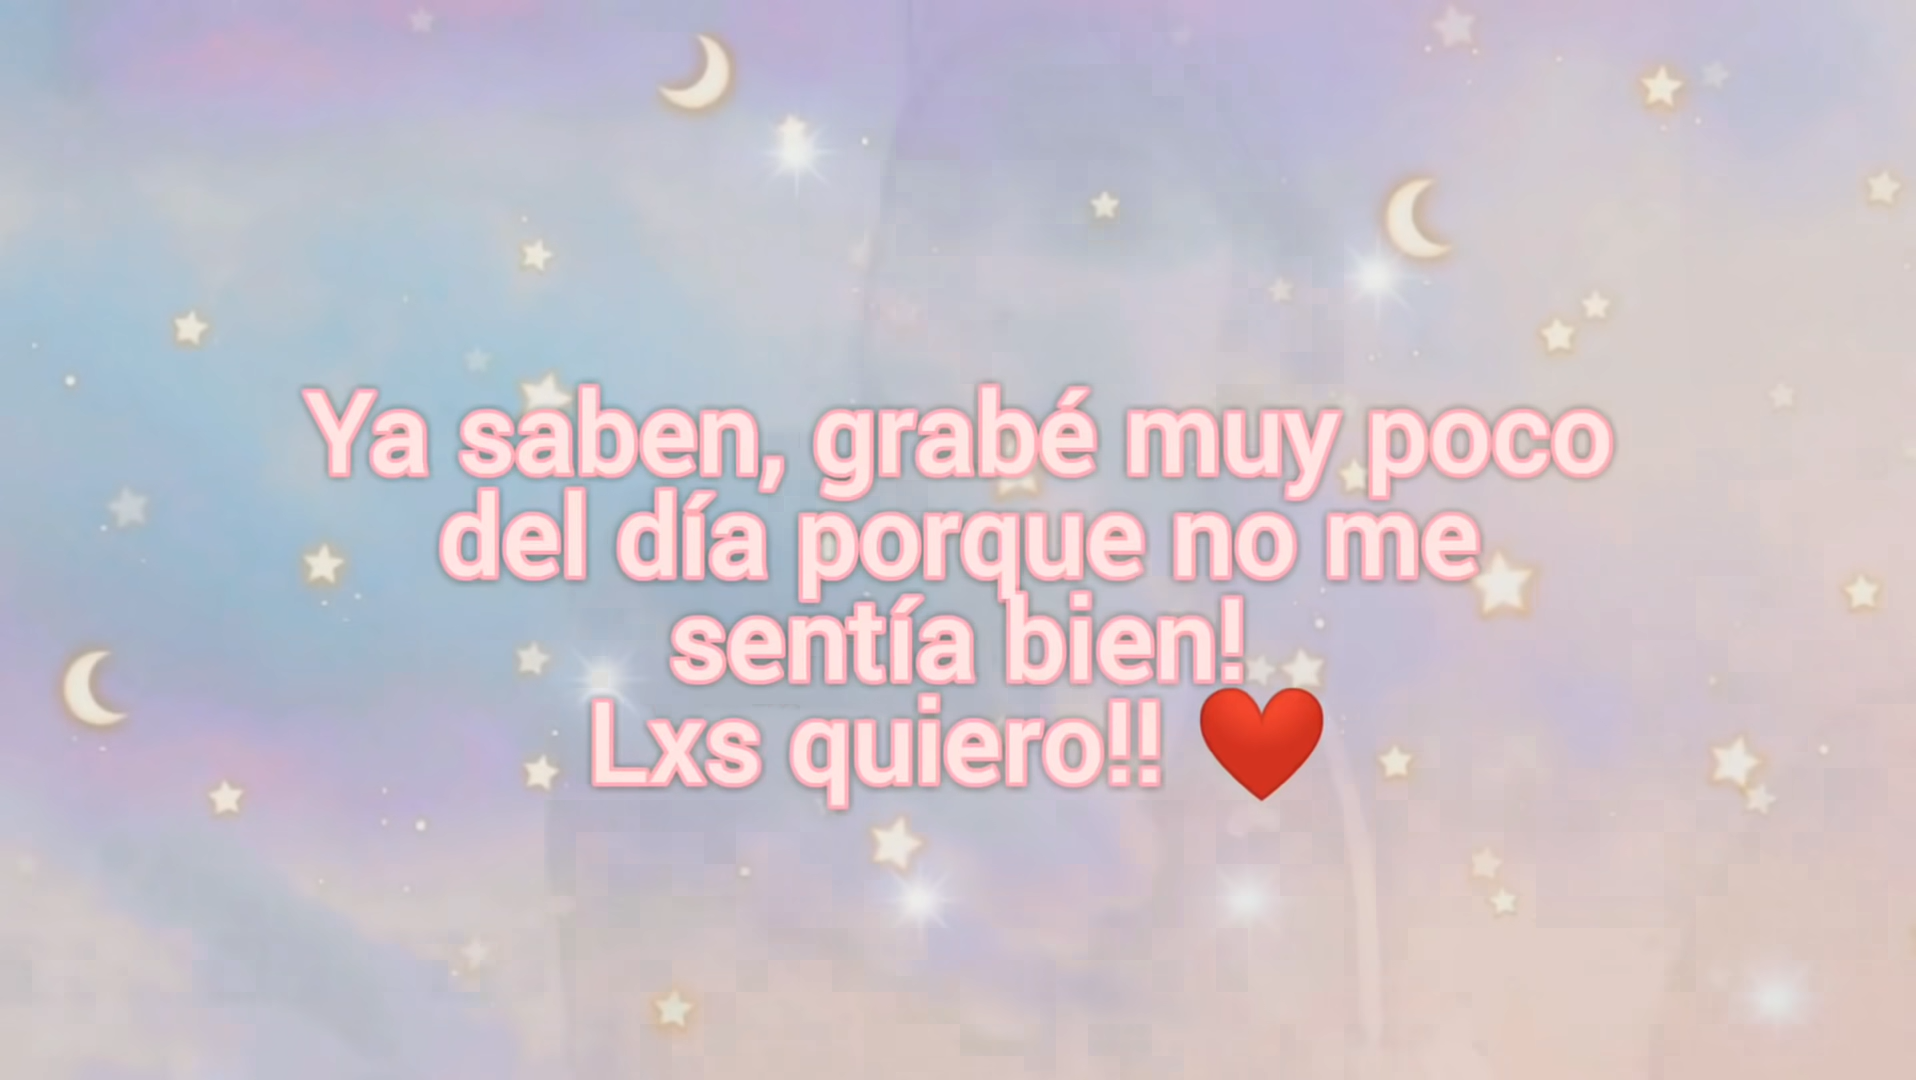 Ya saben, grabé muy poco
del día porque no me
sentía bien!
Lxs quiero!! ❤️